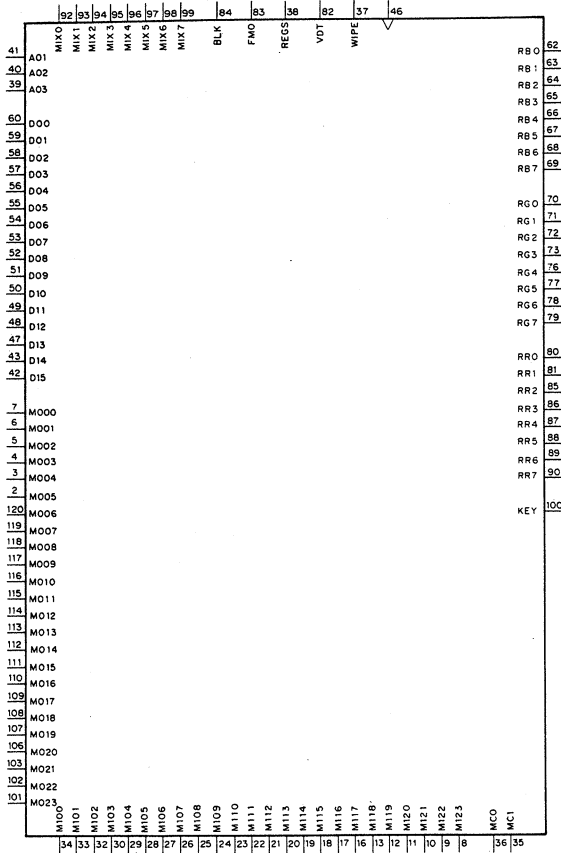 92 93 94 95 96 97 98 99 84 83 38 82 37 46
MIX0 MIX1 MIX2 MIX3 MIX4 MIX5 MIX6 MIX7 BLK FMO REGS VDT WIPE
41 A01
40 A02
39 A03
60 D00
59 D01
58 D02
57 D03
56 D04
55 D05
54 D06
53 D07
52 D08
51 D09
50 D10
49 D11
48 D12
47 D13
43 D14
42 D15
7 M000
6 M001
5 M002
4 M003
3 M004
2 M005
120 M006
119 M007
118 M008
117 M009
116 M010
115 M011
114 M012
113 M013
112 M014
111 M015
110 M016
109 M017
108 M018
107 M019
106 M020
103 M021
102 M022
101 M023
RB0 62
RB1 63
RB2 64
RB3 65
RB4 66
RB5 67
RB6 68
RB7 69
RG0 70
RG1 71
RG2 72
RG3 73
RG4 76
RG5 77
RG6 78
RG7 79
RR0 80
RR1 81
RR2 85
RR3 86
RR4 87
RR5 88
RR6 89
RR7 90
KEY 100
M100 M101 M102 M103 M104 M105 M106 M107 M108 M109 M110 M111 M112 M113 M114 M115 M116 M117 M118 M119 M120 M121 M122 M123 MC0 MC1
34 33 32 30 29 28 27 26 25 24 23 22 21 20 19 18 17 16 13 12 11 10 9 8 36 35